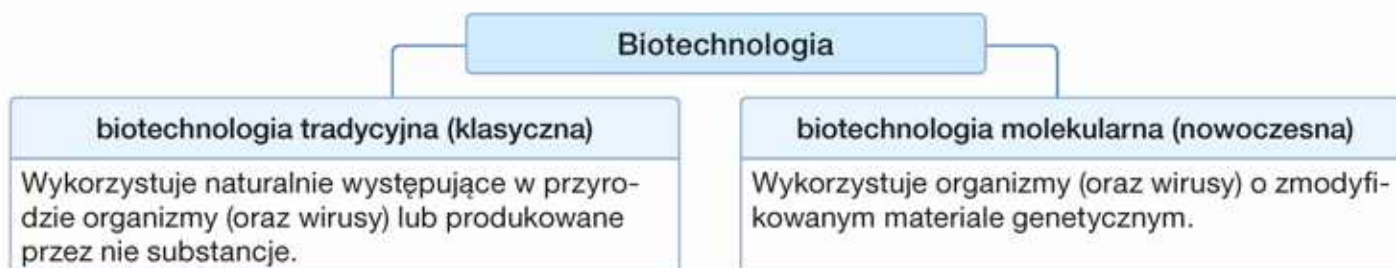 Biotechnologia
biotechnologia tradycyjna (klasyczna)
Wykorzystuje naturalnie występujące w przyro-
dzie organizmy (oraz wirusy) lub produkowane
przez nie substancje.
biotechnologia molekularna (nowoczesna)
Wykorzystuje organizmy (oraz wirusy) o zmodyfi-
kowanym materiale genetycznym.